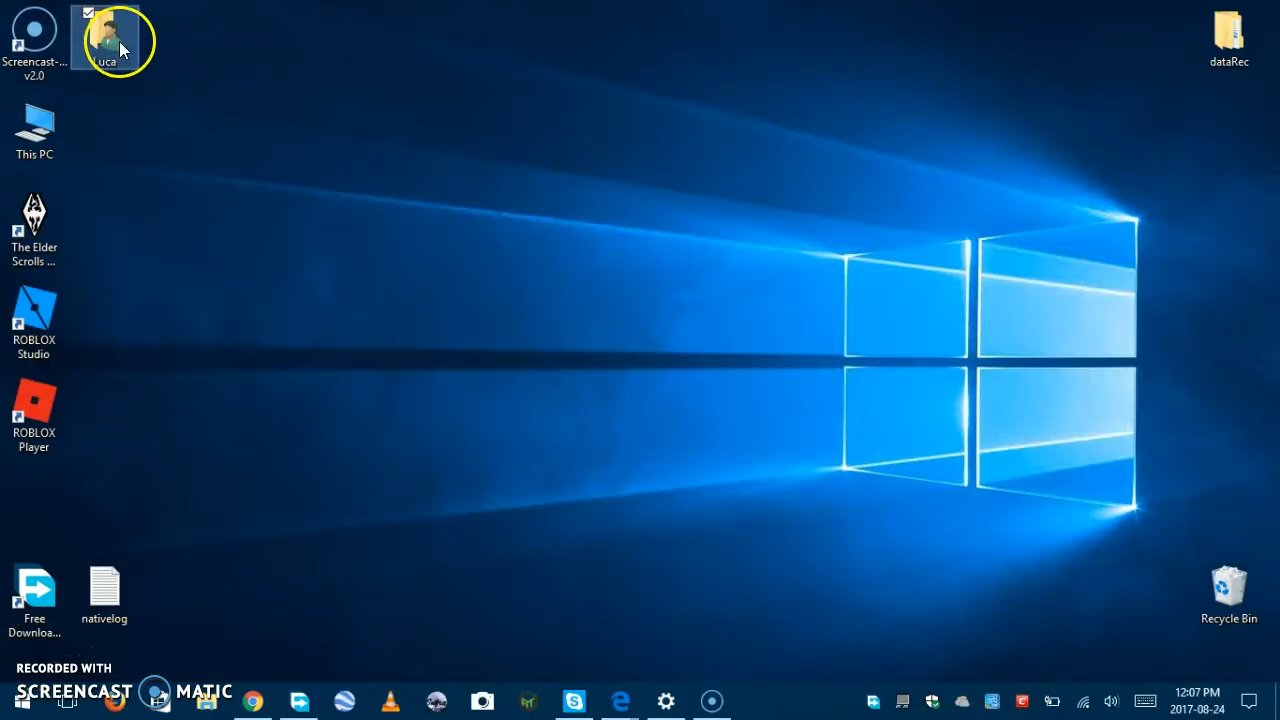 Screencast-...
v2.0
Luca
dataRec
This PC
The Elder
Scrolls ...
ROBLOX
Studio
ROBLOX
Player
Free
Downloa...
nativelog
Recycle Bin
RECORDED WITH
SCREENCAST MATIC
12:07 PM
2017-08-24